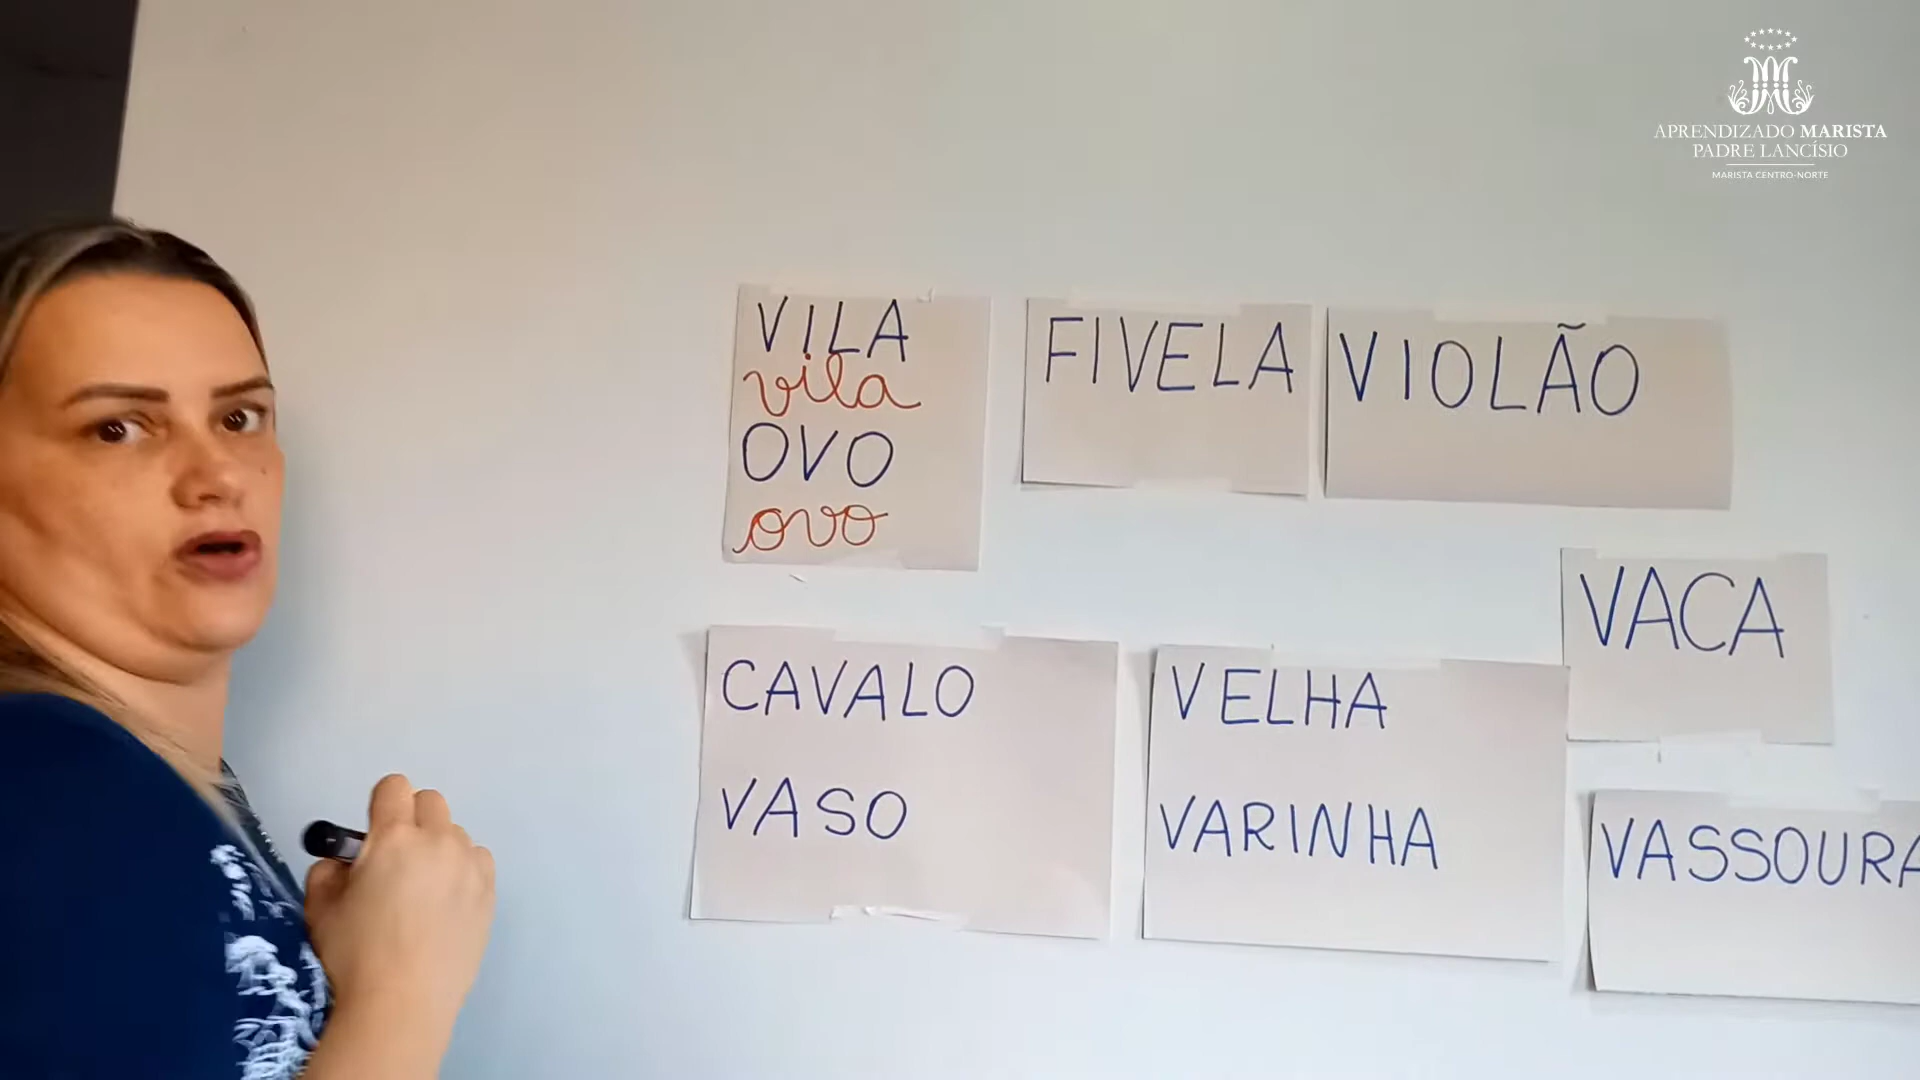 APRENDIZADO MARISTA
PADRE LANCÍSIO
MARISTA CENTRO-NORTE
VILA
vila
OVO
ovo
FIVELA
VIOLÃO
VACA
CAVALO
VASO
VELHA
VARINHA
VASSOURA